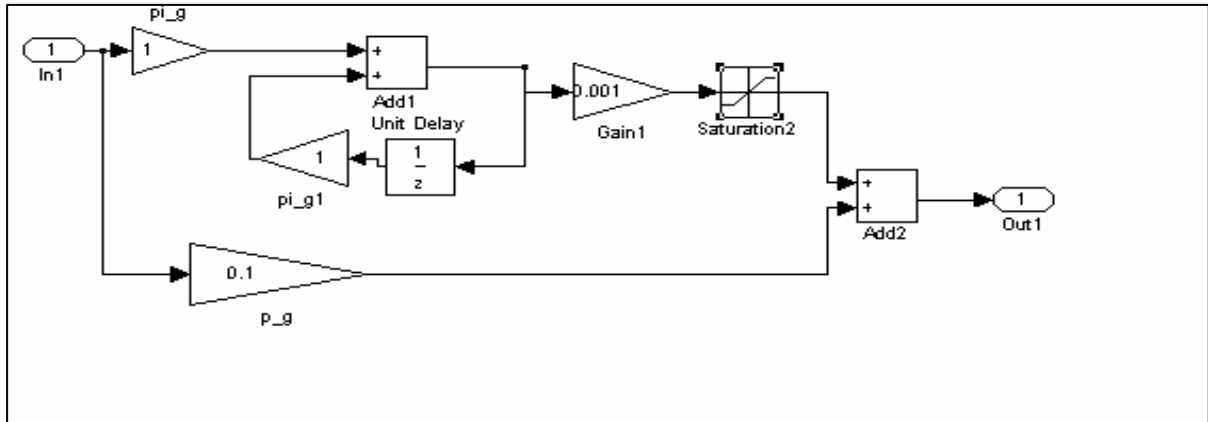 pi_g
1
In1
1
+
+
Add1
0.001
Gain1
Saturation2
Unit Delay
1
pi_g1
1
z
+
+
Add2
1
Out1
0.1
p_g